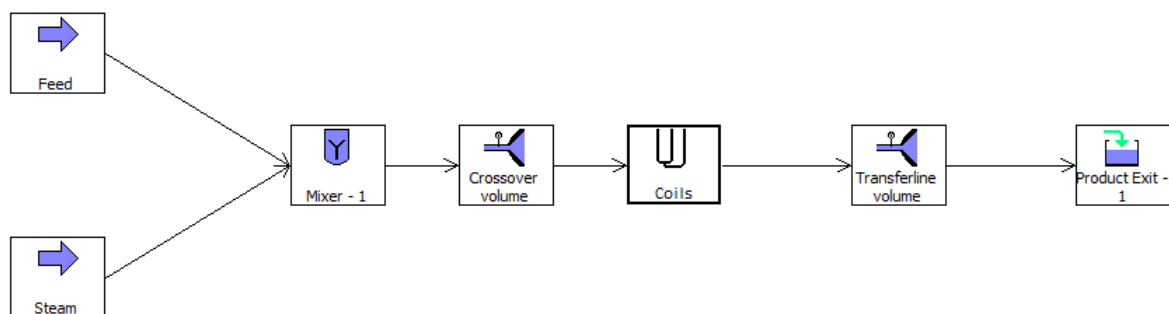 Feed
Mixer - 1
Crossover
volume
Coils
Transferline
volume
Product Exit -
1
Steam